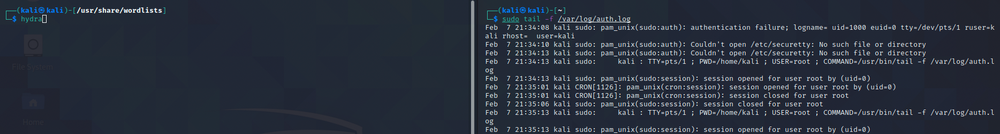 ┌──(kali㉿kali)-[/usr/share/wordlists]
└─$ hydra
File System
Home
┌──(kali㉿kali)-[~]
└─$ sudo tail -f /var/log/auth.log
Feb  7 21:34:08 kali sudo: pam_unix(sudo:auth): authentication failure; logname= uid=1000 euid=0 tty=/dev/pts/1 ruser=k
ali rhost=  user=kali
Feb  7 21:34:10 kali sudo: pam_unix(sudo:auth): Couldn't open /etc/securetty: No such file or directory
Feb  7 21:34:13 kali sudo: pam_unix(sudo:auth): Couldn't open /etc/securetty: No such file or directory
Feb  7 21:34:13 kali sudo:     kali : TTY=pts/1 ; PWD=/home/kali ; USER=root ; COMMAND=/usr/bin/tail -f /var/log/auth.l
og
Feb  7 21:34:13 kali sudo: pam_unix(sudo:session): session opened for user root by (uid=0)
Feb  7 21:35:01 kali CRON[1126]: pam_unix(cron:session): session opened for user root by (uid=0)
Feb  7 21:35:01 kali CRON[1126]: pam_unix(cron:session): session closed for user root
Feb  7 21:35:06 kali sudo: pam_unix(sudo:session): session closed for user root
Feb  7 21:35:13 kali sudo:     kali : TTY=pts/1 ; PWD=/home/kali ; USER=root ; COMMAND=/usr/bin/tail -f /var/log/auth.l
og
Feb  7 21:35:13 kali sudo: pam_unix(sudo:session): session opened for user root by (uid=0)